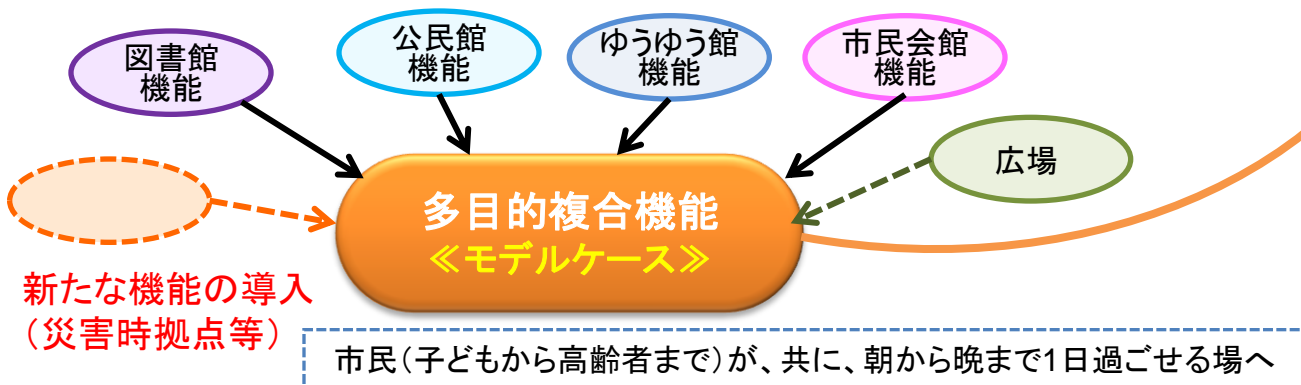 図書館
機能
公民館
機能
ゆうゆう館
機能
市民会館
機能
広場
多目的複合機能
≪モデルケース≫
新たな機能の導入
（災害時拠点等）
市民（子どもから高齢者まで）が、共に、朝から晩まで1日過ごせる場へ